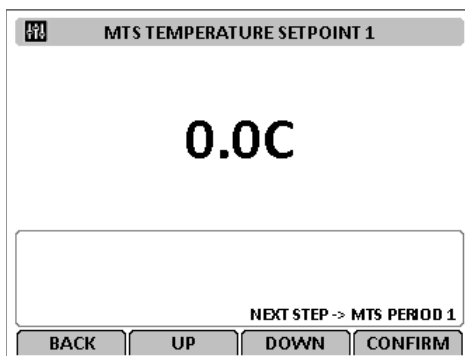 MTS TEMPERATURE SETPOINT 1
0.0C
NEXT STEP -> MTS PERIOD 1
BACK UP DOWN CONFIRM